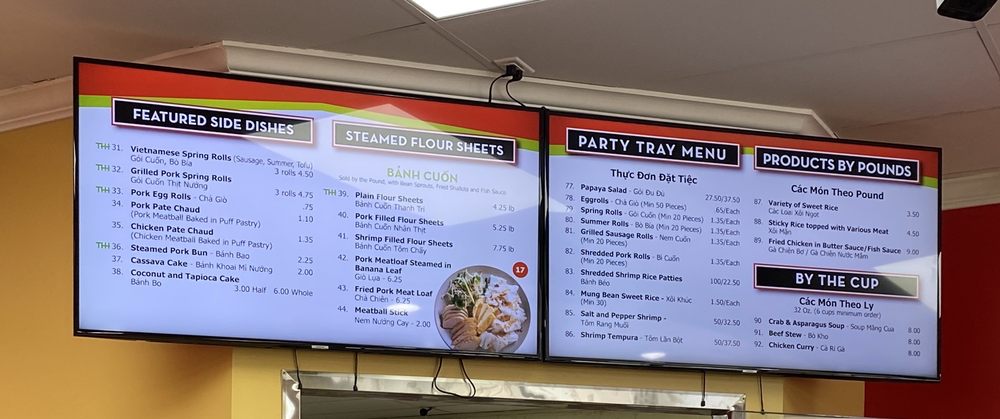 FEATURED SIDE DISHES
TH 31. Vietnamese Spring Rolls (Sausage, Summer, Tofu)
Gỏi Cuốn, Bò Bía 3 rolls 4.50
TH 32. Grilled Pork Spring Rolls
Gỏi Cuốn Thịt Nướng 3 rolls 4.75
TH 33. Pork Egg Rolls - Chả Giò .75
34. Pork Pate Chaud
(Pork Meatball Baked in Puff Pastry) 1.10
35. Chicken Pate Chaud
(Chicken Meatball Baked in Puff Pastry) 1.35
TH 36. Steamed Pork Bun - Bánh Bao 2.25
37. Cassava Cake - Bánh Khoai Mì Nướng 2.00
38. Coconut and Tapioca Cake
Bánh Bò 3.00 Half 6.00 Whole
STEAMED FLOUR SHEETS
BÁNH CUỐN
Sold by the Pound, with Bean Sprouts, Fried Shallots and Fish Sauce
TH 39. Plain Flour Sheets
Bánh Cuốn Thanh Trì 4.25 lb
40. Pork Filled Flour Sheets
Bánh Cuốn Nhân Thịt 5.25 lb
41. Shrimp Filled Flour Sheets
Bánh Cuốn Tôm Chấy 7.75 lb
42. Pork Meatloaf Steamed in
Banana Leaf
Giò Lụa - 6.25
43. Fried Pork Meat Loaf
Chả Chiên - 6.25
44. Meatball Stick
Nem Nướng Cây - 2.00
17
PARTY TRAY MENU
Thực Đơn Đặt Tiệc
77. Papaya Salad - Gỏi Đu Đủ 27.50/37.50
78. Eggrolls - Chả Giò (Min 50 Pieces) .65/Each
79. Spring Rolls - Gỏi Cuốn (Min 20 Pieces) 1.35/Each
80. Summer Rolls - Bò Bía (Min 20 Pieces) 1.35/Each
81. Grilled Sausage Rolls - Nem Cuốn
(Min 20 Pieces) 1.35/Each
82. Shredded Pork Rolls - Bì Cuốn
(Min 20 Pieces) 1.35/Each
83. Shredded Shrimp Rice Patties
Bánh Bèo 100/22.50
84. Mung Bean Sweet Rice - Xôi Khúc
(Min 30) 1.50/Each
85. Salt and Pepper Shrimp -
Tôm Rang Muối 50/32.50
86. Shrimp Tempura - Tôm Lăn Bột 50/37.50
PRODUCTS BY POUNDS
Các Món Theo Pound
87 Variety of Sweet Rice
Các Loại Xôi Ngọt 3.50
88. Sticky Rice topped with Various Meat
Xôi Mặn 4.50
89. Fried Chicken in Butter Sauce/Fish Sauce
Gà Chiên Bơ / Gà Chiên Nước Mắm 9.00
BY THE CUP
Các Món Theo Ly
32 Oz. (6 cups minimum order)
90 Crab & Asparagus Soup - Soup Măng Cua 8.00
91. Beef Stew - Bò Kho 8.00
92. Chicken Curry - Cà Ri Gà 8.00